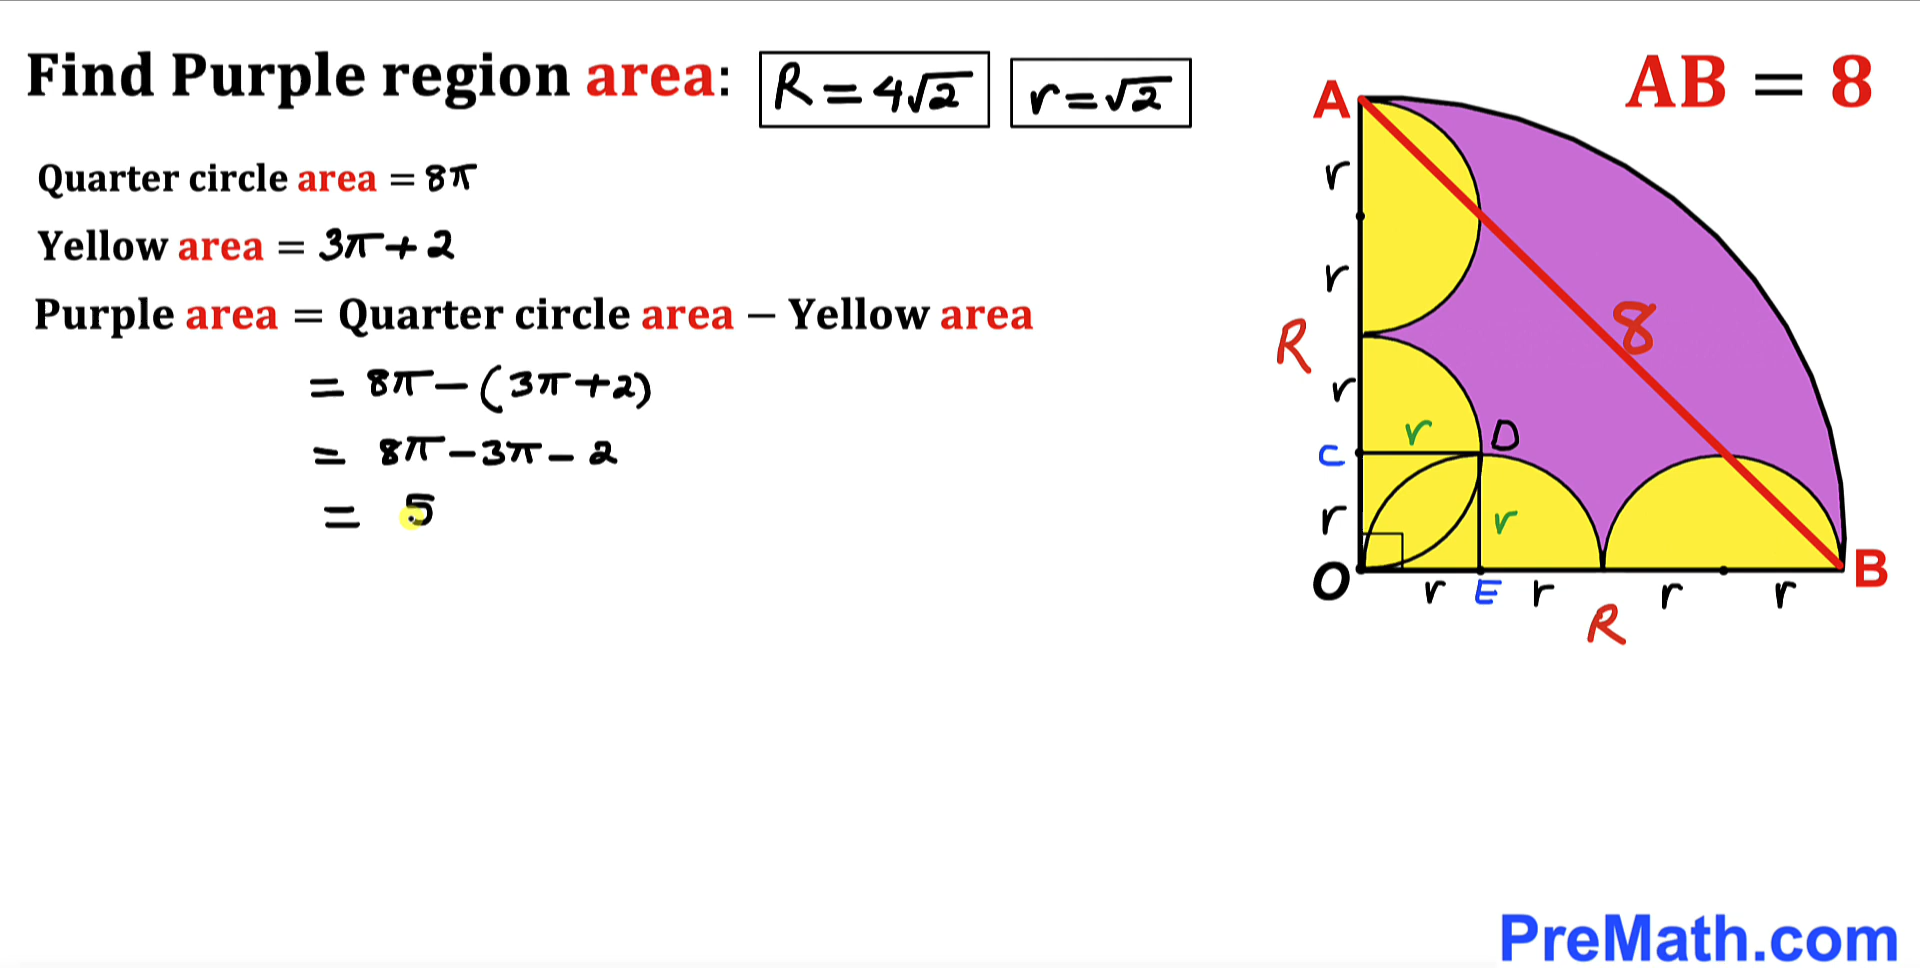 Find Purple region area: R = 4√2 r = √2 AB = 8
Quarter circle area = 8π
Yellow area = 3π + 2
Purple area = Quarter circle area − Yellow area
= 8π − (3π + 2)
= 8π − 3π − 2
= 5
A
r
r
R
8
r
r D
C
r r
O
B
r E r r r
R
PreMath.com